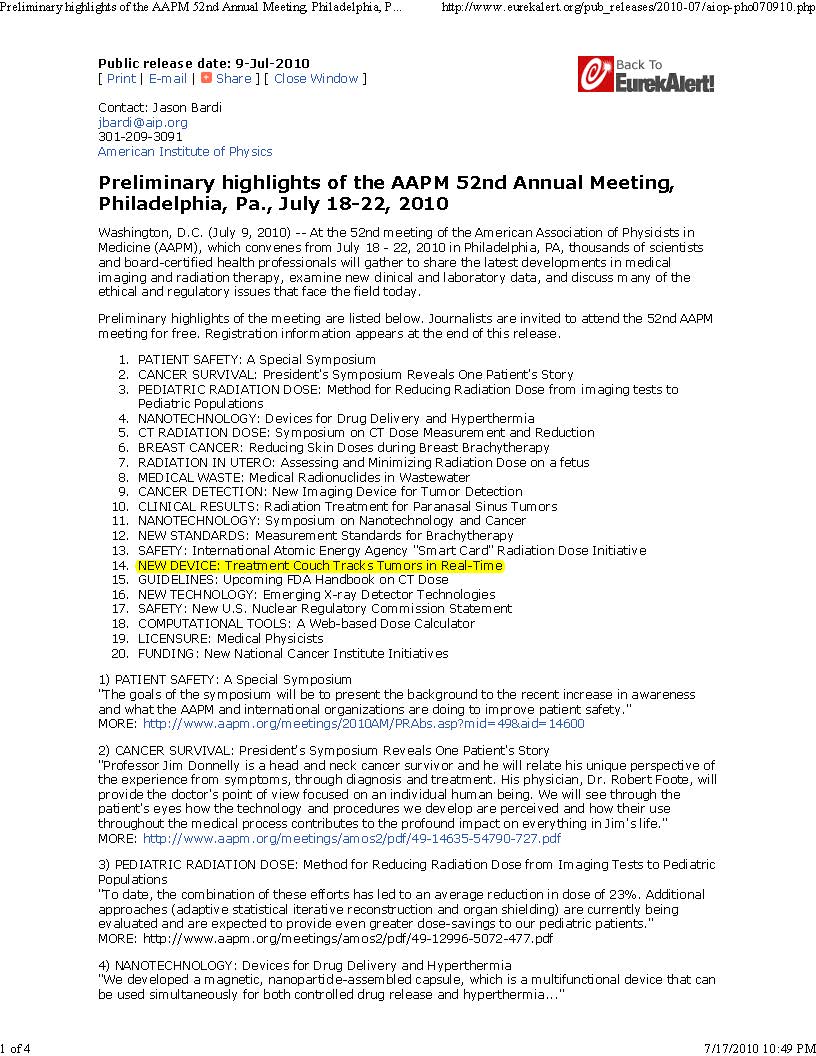 Preliminary highlights of the AAPM 52nd Annual Meeting, Philadelphia, P... http://www.eurekalert.org/pub_releases/2010-07/aiop-pho070910.php
Public release date: 9-Jul-2010
[ Print | E-mail | Share ] [ Close Window ]
Back To
EurekAlert!
Contact: Jason Bardi
jbardi@aip.org
301-209-3091
American Institute of Physics
Preliminary highlights of the AAPM 52nd Annual Meeting,
Philadelphia, Pa., July 18-22, 2010
Washington, D.C. (July 9, 2010) -- At the 52nd meeting of the American Association of Physicists in
Medicine (AAPM), which convenes from July 18 - 22, 2010 in Philadelphia, PA, thousands of scientists
and board-certified health professionals will gather to share the latest developments in medical
imaging and radiation therapy, examine new clinical and laboratory data, and discuss many of the
ethical and regulatory issues that face the field today.
Preliminary highlights of the meeting are listed below. Journalists are invited to attend the 52nd AAPM
meeting for free. Registration information appears at the end of this release.
1. PATIENT SAFETY: A Special Symposium
2. CANCER SURVIVAL: President's Symposium Reveals One Patient's Story
3. PEDIATRIC RADIATION DOSE: Method for Reducing Radiation Dose from imaging tests to
Pediatric Populations
4. NANOTECHNOLOGY: Devices for Drug Delivery and Hyperthermia
5. CT RADIATION DOSE: Symposium on CT Dose Measurement and Reduction
6. BREAST CANCER: Reducing Skin Doses during Breast Brachytherapy
7. RADIATION IN UTERO: Assessing and Minimizing Radiation Dose on a fetus
8. MEDICAL WASTE: Medical Radionuclides in Wastewater
9. CANCER DETECTION: New Imaging Device for Tumor Detection
10. CLINICAL RESULTS: Radiation Treatment for Paranasal Sinus Tumors
11. NANOTECHNOLOGY: Symposium on Nanotechnology and Cancer
12. NEW STANDARDS: Measurement Standards for Brachytherapy
13. SAFETY: International Atomic Energy Agency "Smart Card" Radiation Dose Initiative
14. NEW DEVICE: Treatment Couch Tracks Tumors in Real-Time
15. GUIDELINES: Upcoming FDA Handbook on CT Dose
16. NEW TECHNOLOGY: Emerging X-ray Detector Technologies
17. SAFETY: New U.S. Nuclear Regulatory Commission Statement
18. COMPUTATIONAL TOOLS: A Web-based Dose Calculator
19. LICENSURE: Medical Physicists
20. FUNDING: New National Cancer Institute Initiatives
1) PATIENT SAFETY: A Special Symposium
"The goals of the symposium will be to present the background to the recent increase in awareness
and what the AAPM and international organizations are doing to improve patient safety."
MORE: http://www.aapm.org/meetings/2010AM/PRAbs.asp?mid=49&aid=14600
2) CANCER SURVIVAL: President's Symposium Reveals One Patient's Story
"Professor Jim Donnelly is a head and neck cancer survivor and he will relate his unique perspective of
the experience from symptoms, through diagnosis and treatment. His physician, Dr. Robert Foote, will
provide the doctor's point of view focused on an individual human being. We will see through the
patient's eyes how the technology and procedures we develop are perceived and how their use
throughout the medical process contributes to the profound impact on everything in Jim's life."
MORE: http://www.aapm.org/meetings/amos2/pdf/49-14635-54790-727.pdf
3) PEDIATRIC RADIATION DOSE: Method for Reducing Radiation Dose from Imaging Tests to Pediatric
Populations
"To date, the combination of these efforts has led to an average reduction in dose of 23%. Additional
approaches (adaptive statistical iterative reconstruction and organ shielding) are currently being
evaluated and are expected to provide even greater dose-savings to our pediatric patients."
MORE: http://www.aapm.org/meetings/amos2/pdf/49-12996-5072-477.pdf
4) NANOTECHNOLOGY: Devices for Drug Delivery and Hyperthermia
"We developed a magnetic, nanoparticle-assembled capsule, which is a multifunctional device that can
be used simultaneously for both controlled drug release and hyperthermia..."
1 of 4 7/17/2010 10:49 PM